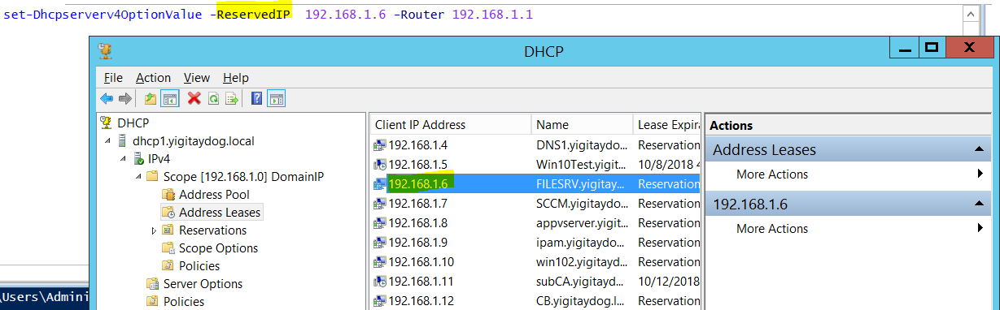 set-Dhcpserverv4OptionValue -ReservedIP 192.168.1.6 -Router 192.168.1.1
DHCP
File Action View Help
DHCP
dhcp1.yigitaydog.local
IPv4
Scope [192.168.1.0] DomainIP
Address Pool
Address Leases
Reservations
Scope Options
Policies
Server Options
Policies
Client IP Address Name Lease Expira
192.168.1.4 DNS1.yigitaydo... Reservation
192.168.1.5 Win10Test.yigit... 10/8/2018 4
192.168.1.6 FILESRV.yigitay... Reservation
192.168.1.7 SCCM.yigitaydo... Reservation
192.168.1.8 appvserver.yigit... Reservation
192.168.1.9 ipam.yigitaydo... Reservation
192.168.1.10 win102.yigitayd... Reservation
192.168.1.11 subCA.yigitayd... 10/12/2018
192.168.1.12 CB.yigitaydog.l... Reservation
Actions
Address Leases
More Actions
192.168.1.6
More Actions
\Users\Admini